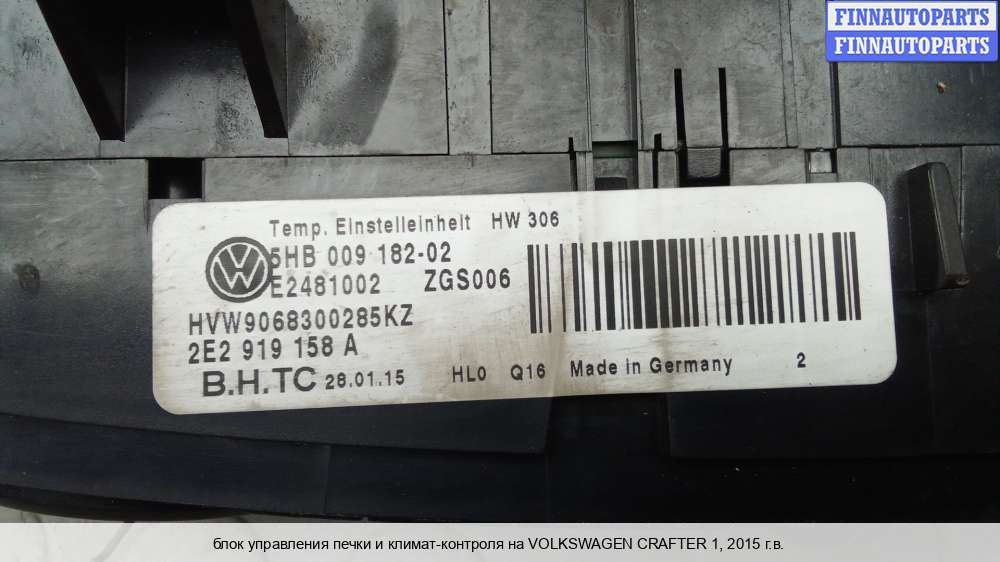 FINNAUTOPARTS
FINNAUTOPARTS
Temp. Einstelleinheit HW 306
5HB 009 182-02
E2481002 ZGS006
HVW9068300285KZ
2E2 919 158 A
B.H.TC 28.01.15 HL0 Q16 Made in Germany 2
блок управления печки и климат-контроля на VOLKSWAGEN CRAFTER 1, 2015 г.в.